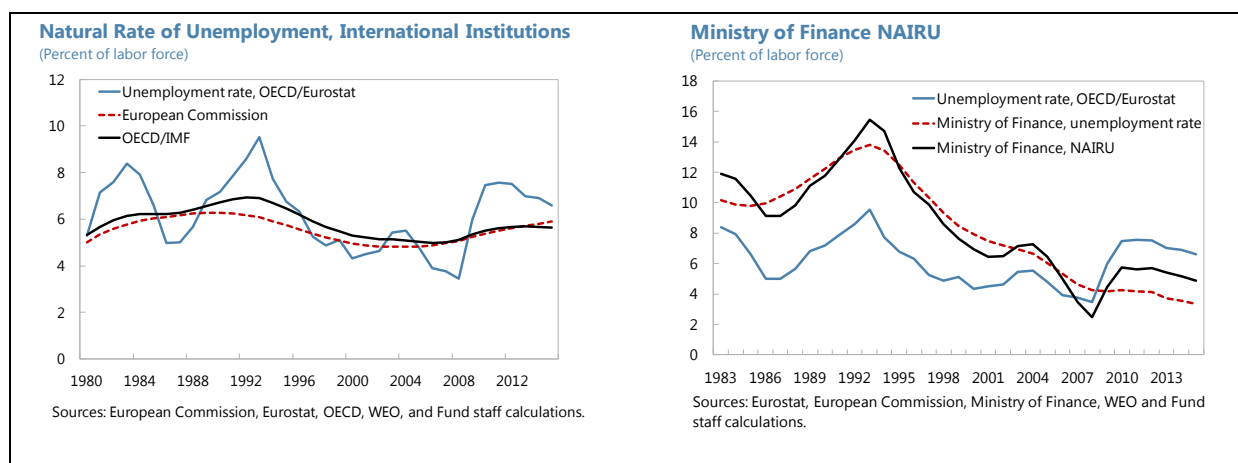 Natural Rate of Unemployment, International Institutions
(Percent of labor force)
12
10
8
6
4
2
0
Unemployment rate, OECD/Eurostat
European Commission
OECD/IMF
1980 1984 1988 1992 1996 2000 2004 2008 2012
Sources: European Commission, Eurostat, OECD, WEO, and Fund staff calculations.
Ministry of Finance NAIRU
(Percent of labor force)
18
16
14
12
10
8
6
4
2
0
Unemployment rate, OECD/Eurostat
Ministry of Finance, unemployment rate
Ministry of Finance, NAIRU
1983 1986 1989 1992 1995 1998 2001 2004 2007 2010 2013
Sources: Eurostat, European Commission, Ministry of Finance, WEO and Fund
staff calculations.